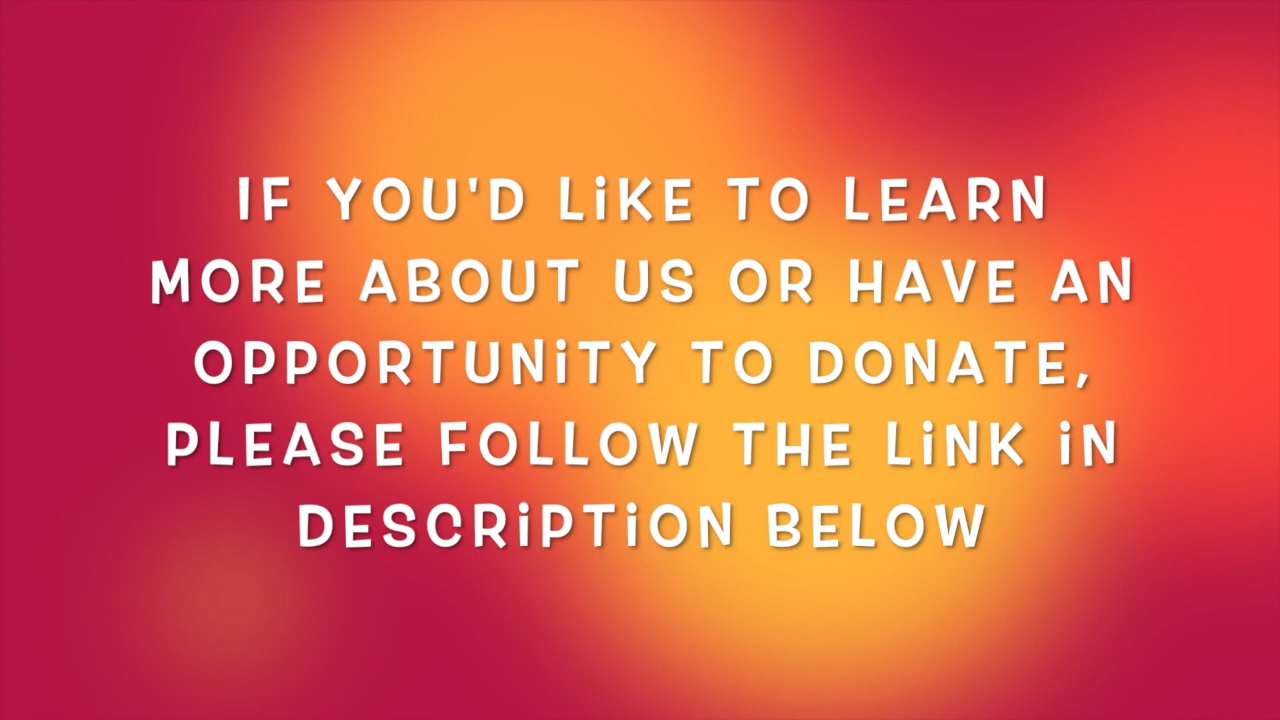 IF YOU'D LiKE TO LEARN
MORE ABOUT US OR HAVE AN
OPPORTUNiTY TO DONATE,
PLEASE FOLLOW THE LiNK iN
DESCRiPTiON BELOW